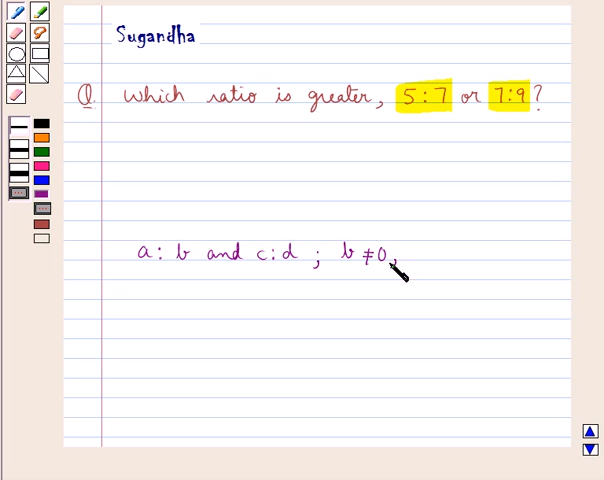 Sugandha
Q. Which ratio is greater, 5:7 or 7:9?
a: b and c:d ; b ≠0,